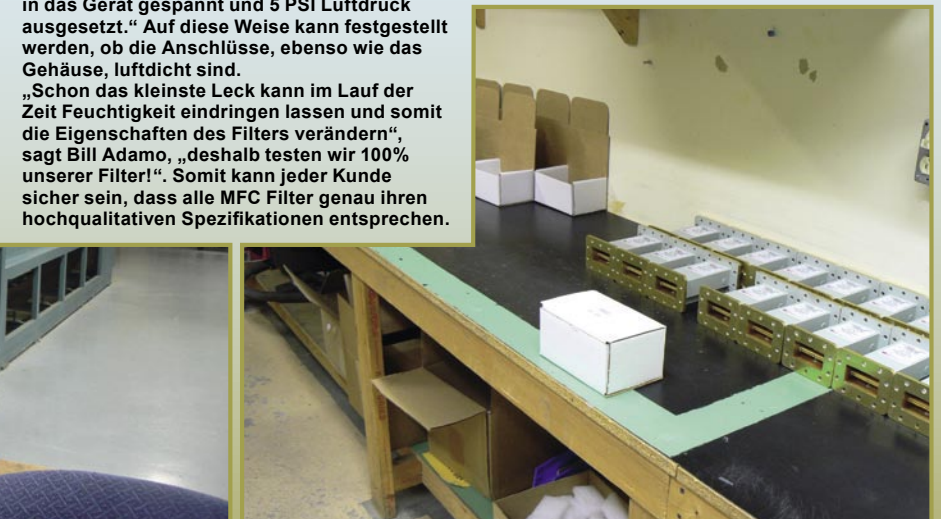 in das Gerät gespannt und 5 PSI Luftdruck
ausgesetzt.“ Auf diese Weise kann festgestellt
werden, ob die Anschlüsse, ebenso wie das
Gehäuse, luftdicht sind.
„Schon das kleinste Leck kann im Lauf der
Zeit Feuchtigkeit eindringen lassen und somit
die Eigenschaften des Filters verändern“,
sagt Bill Adamo, „deshalb testen wir 100%
unserer Filter!“. Somit kann jeder Kunde
sicher sein, dass alle MFC Filter genau ihren
hochqualitativen Spezifikationen entsprechen.